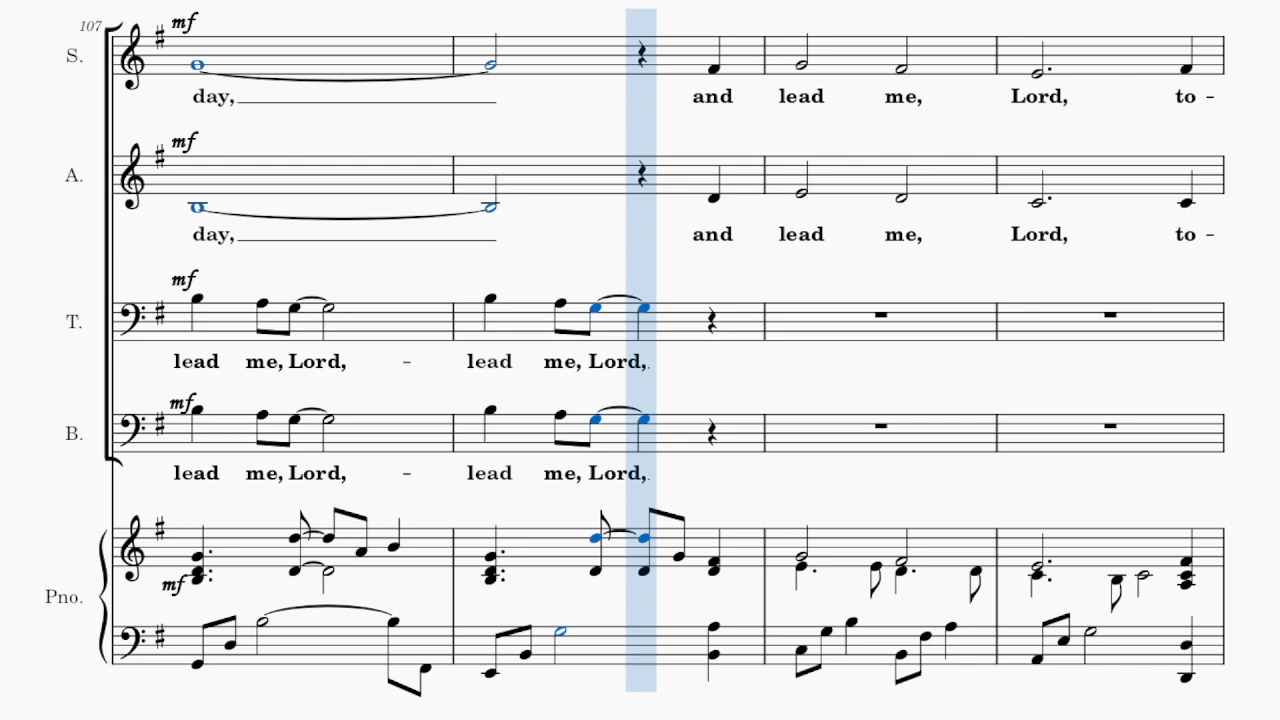 107
mf
S.
day, and lead me, Lord, to -
mf
A.
day, and lead me, Lord, to -
mf
T.
lead me, Lord, - lead me, Lord,.
mf
B.
lead me, Lord, - lead me, Lord,.
mf
Pno.